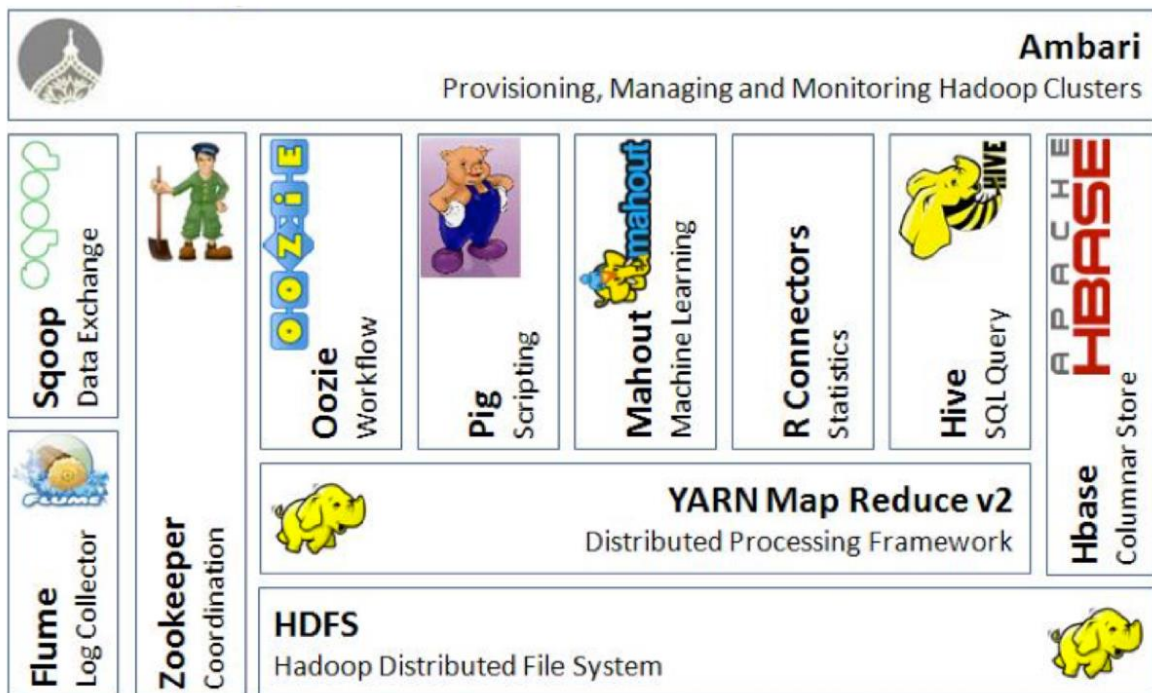 Ambari
Provisioning, Managing and Monitoring Hadoop Clusters
Sqoop
Data Exchange
Flume
Log Collector
FLUME
Zookeeper
Coordination
OOZIE
Oozie
Workflow
Pig
Scripting
mahout
Mahout
Machine Learning
R Connectors
Statistics
HIVE
Hive
SQL Query
APACHE
HBASE
Hbase
Columnar Store
YARN Map Reduce v2
Distributed Processing Framework
HDFS
Hadoop Distributed File System
sqoop